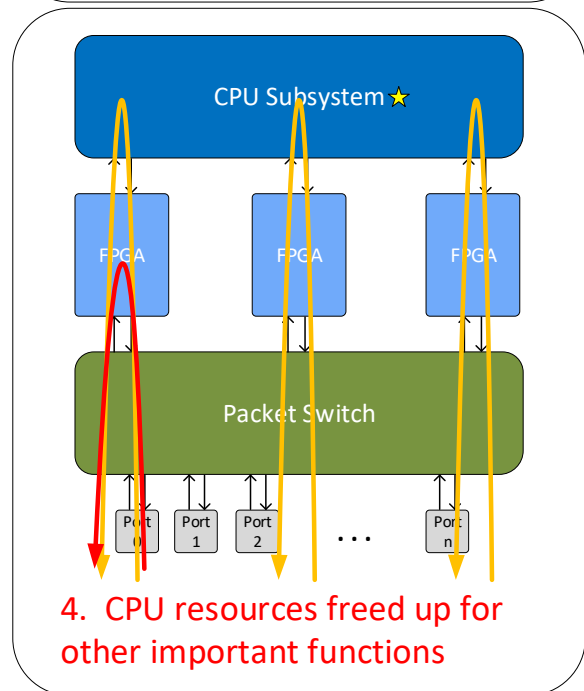 CPU Subsystem
FPGA
FPGA
FPGA
Packet Switch
Port
0
Port
1
Port
2
...
Port
n
4. CPU resources freed up for
other important functions